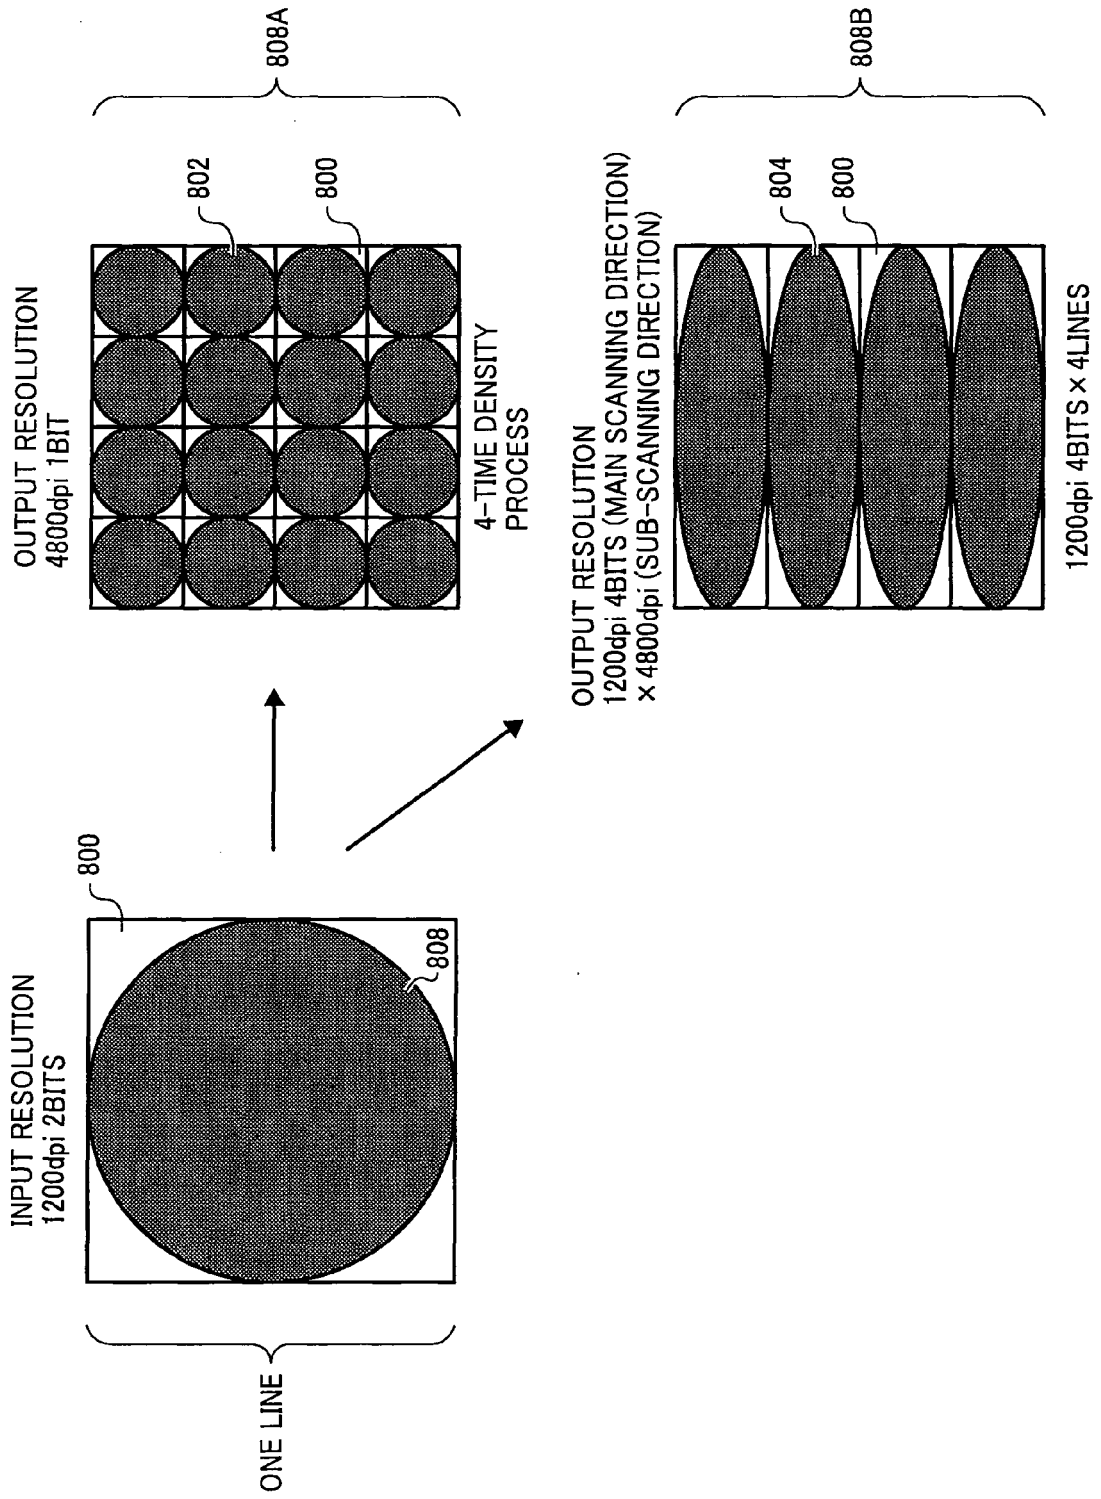 INPUT RESOLUTION
1200dpi 2BITS
800
808
ONE LINE
OUTPUT RESOLUTION
4800dpi 1BIT
802
800
808A
4-TIME DENSITY
PROCESS
OUTPUT RESOLUTION
1200dpi 4BITS (MAIN SCANNING DIRECTION)
× 4800dpi (SUB-SCANNING DIRECTION)
804
800
808B
1200dpi 4BITS × 4LINES